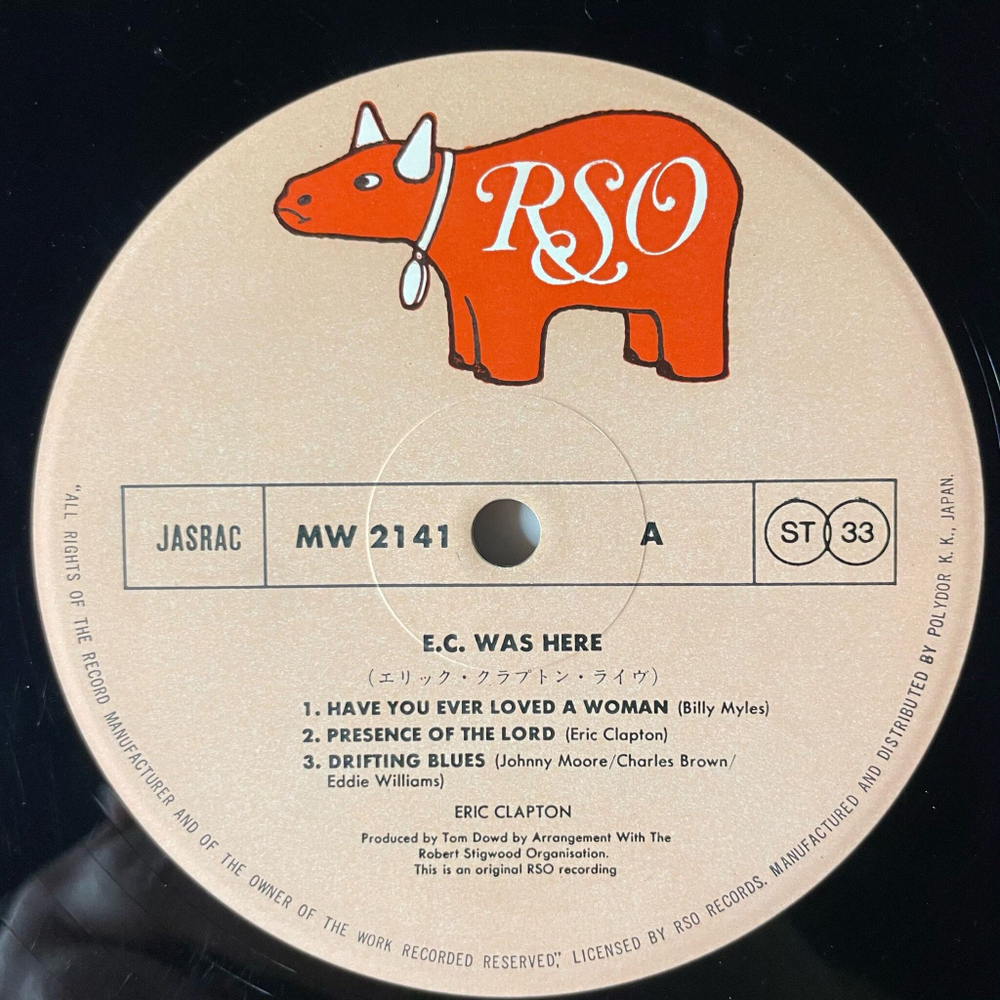 RSO
JASRAC
MW 2141
A
ST 33
E.C. WAS HERE
(エリック・クラプトン・ライヴ)
1. HAVE YOU EVER LOVED A WOMAN (Billy Myles)
2. PRESENCE OF THE LORD (Eric Clapton)
3. DRIFTING BLUES (Johnny Moore/Charles Brown/
Eddie Williams)
ERIC CLAPTON
Produced by Tom Dowd by Arrangement With The
Robert Stigwood Organisation.
This is an original RSO recording
"ALL RIGHTS OF THE RECORD MANUFACTURER AND OF THE OWNER OF THE WORK RECORDED RESERVED," LICENSED BY RSO RECORDS. MANUFACTURED AND DISTRIBUTED BY POLYDOR K. K., JAPAN.